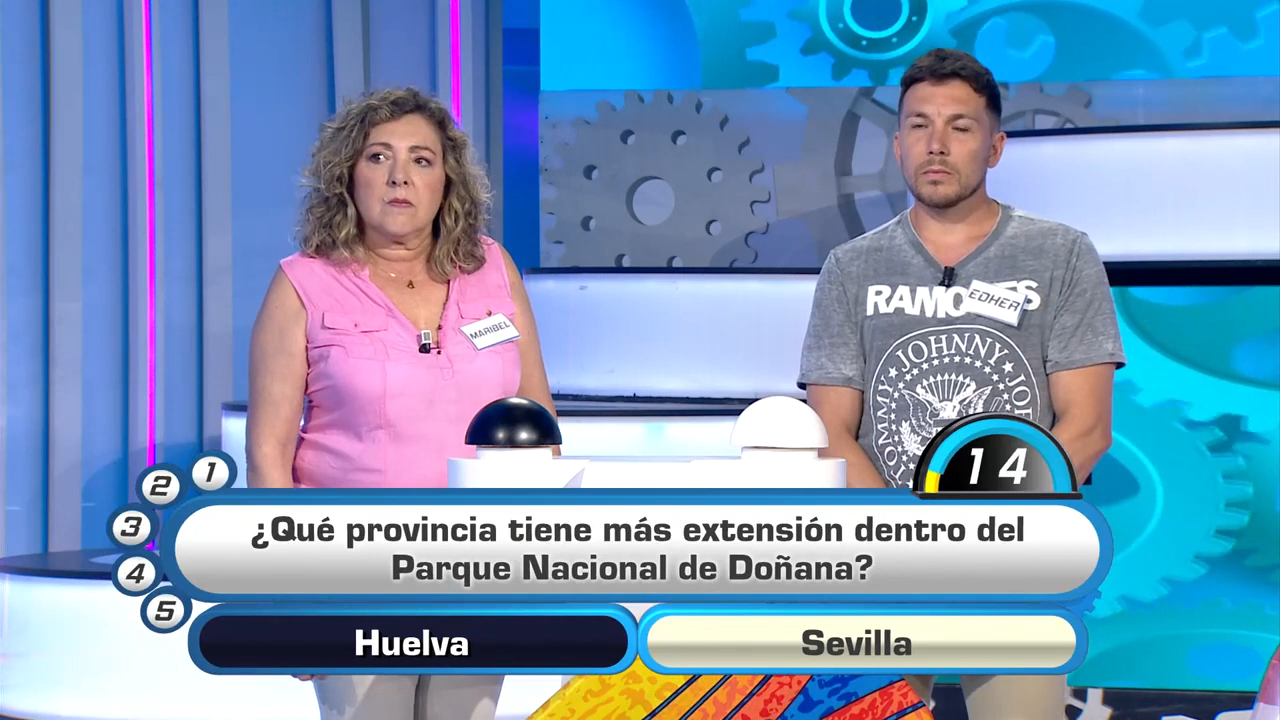 MARIBEL
RAMONES
EDHER
JOHNNY
TOMMY
14
1
2
3
4
5
¿Qué provincia tiene más extensión dentro del
Parque Nacional de Doñana?
Huelva
Sevilla